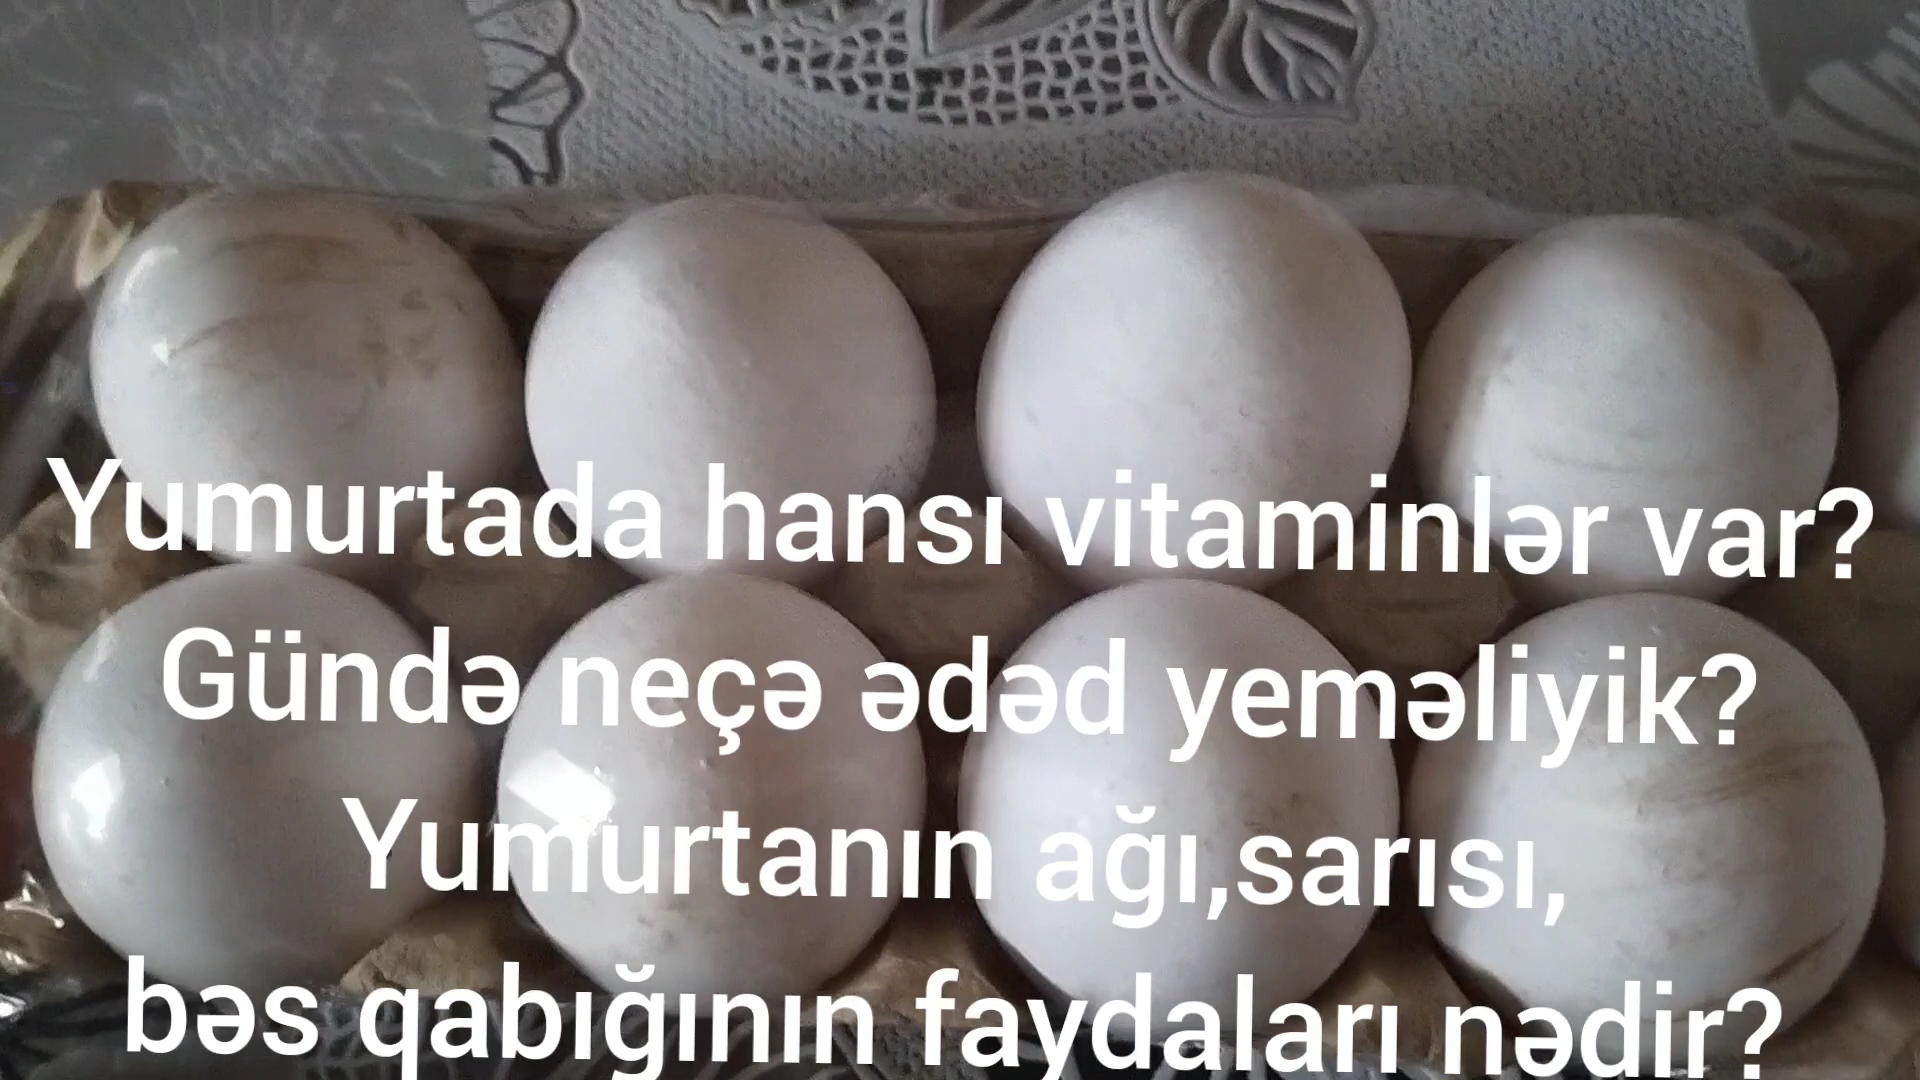 Yumurtada hansı vitaminlər var?
Gündə neçə ədəd yeməliyik?
Yumurtanın ağı,sarısı,
bəs qabığının faydaları nədir?